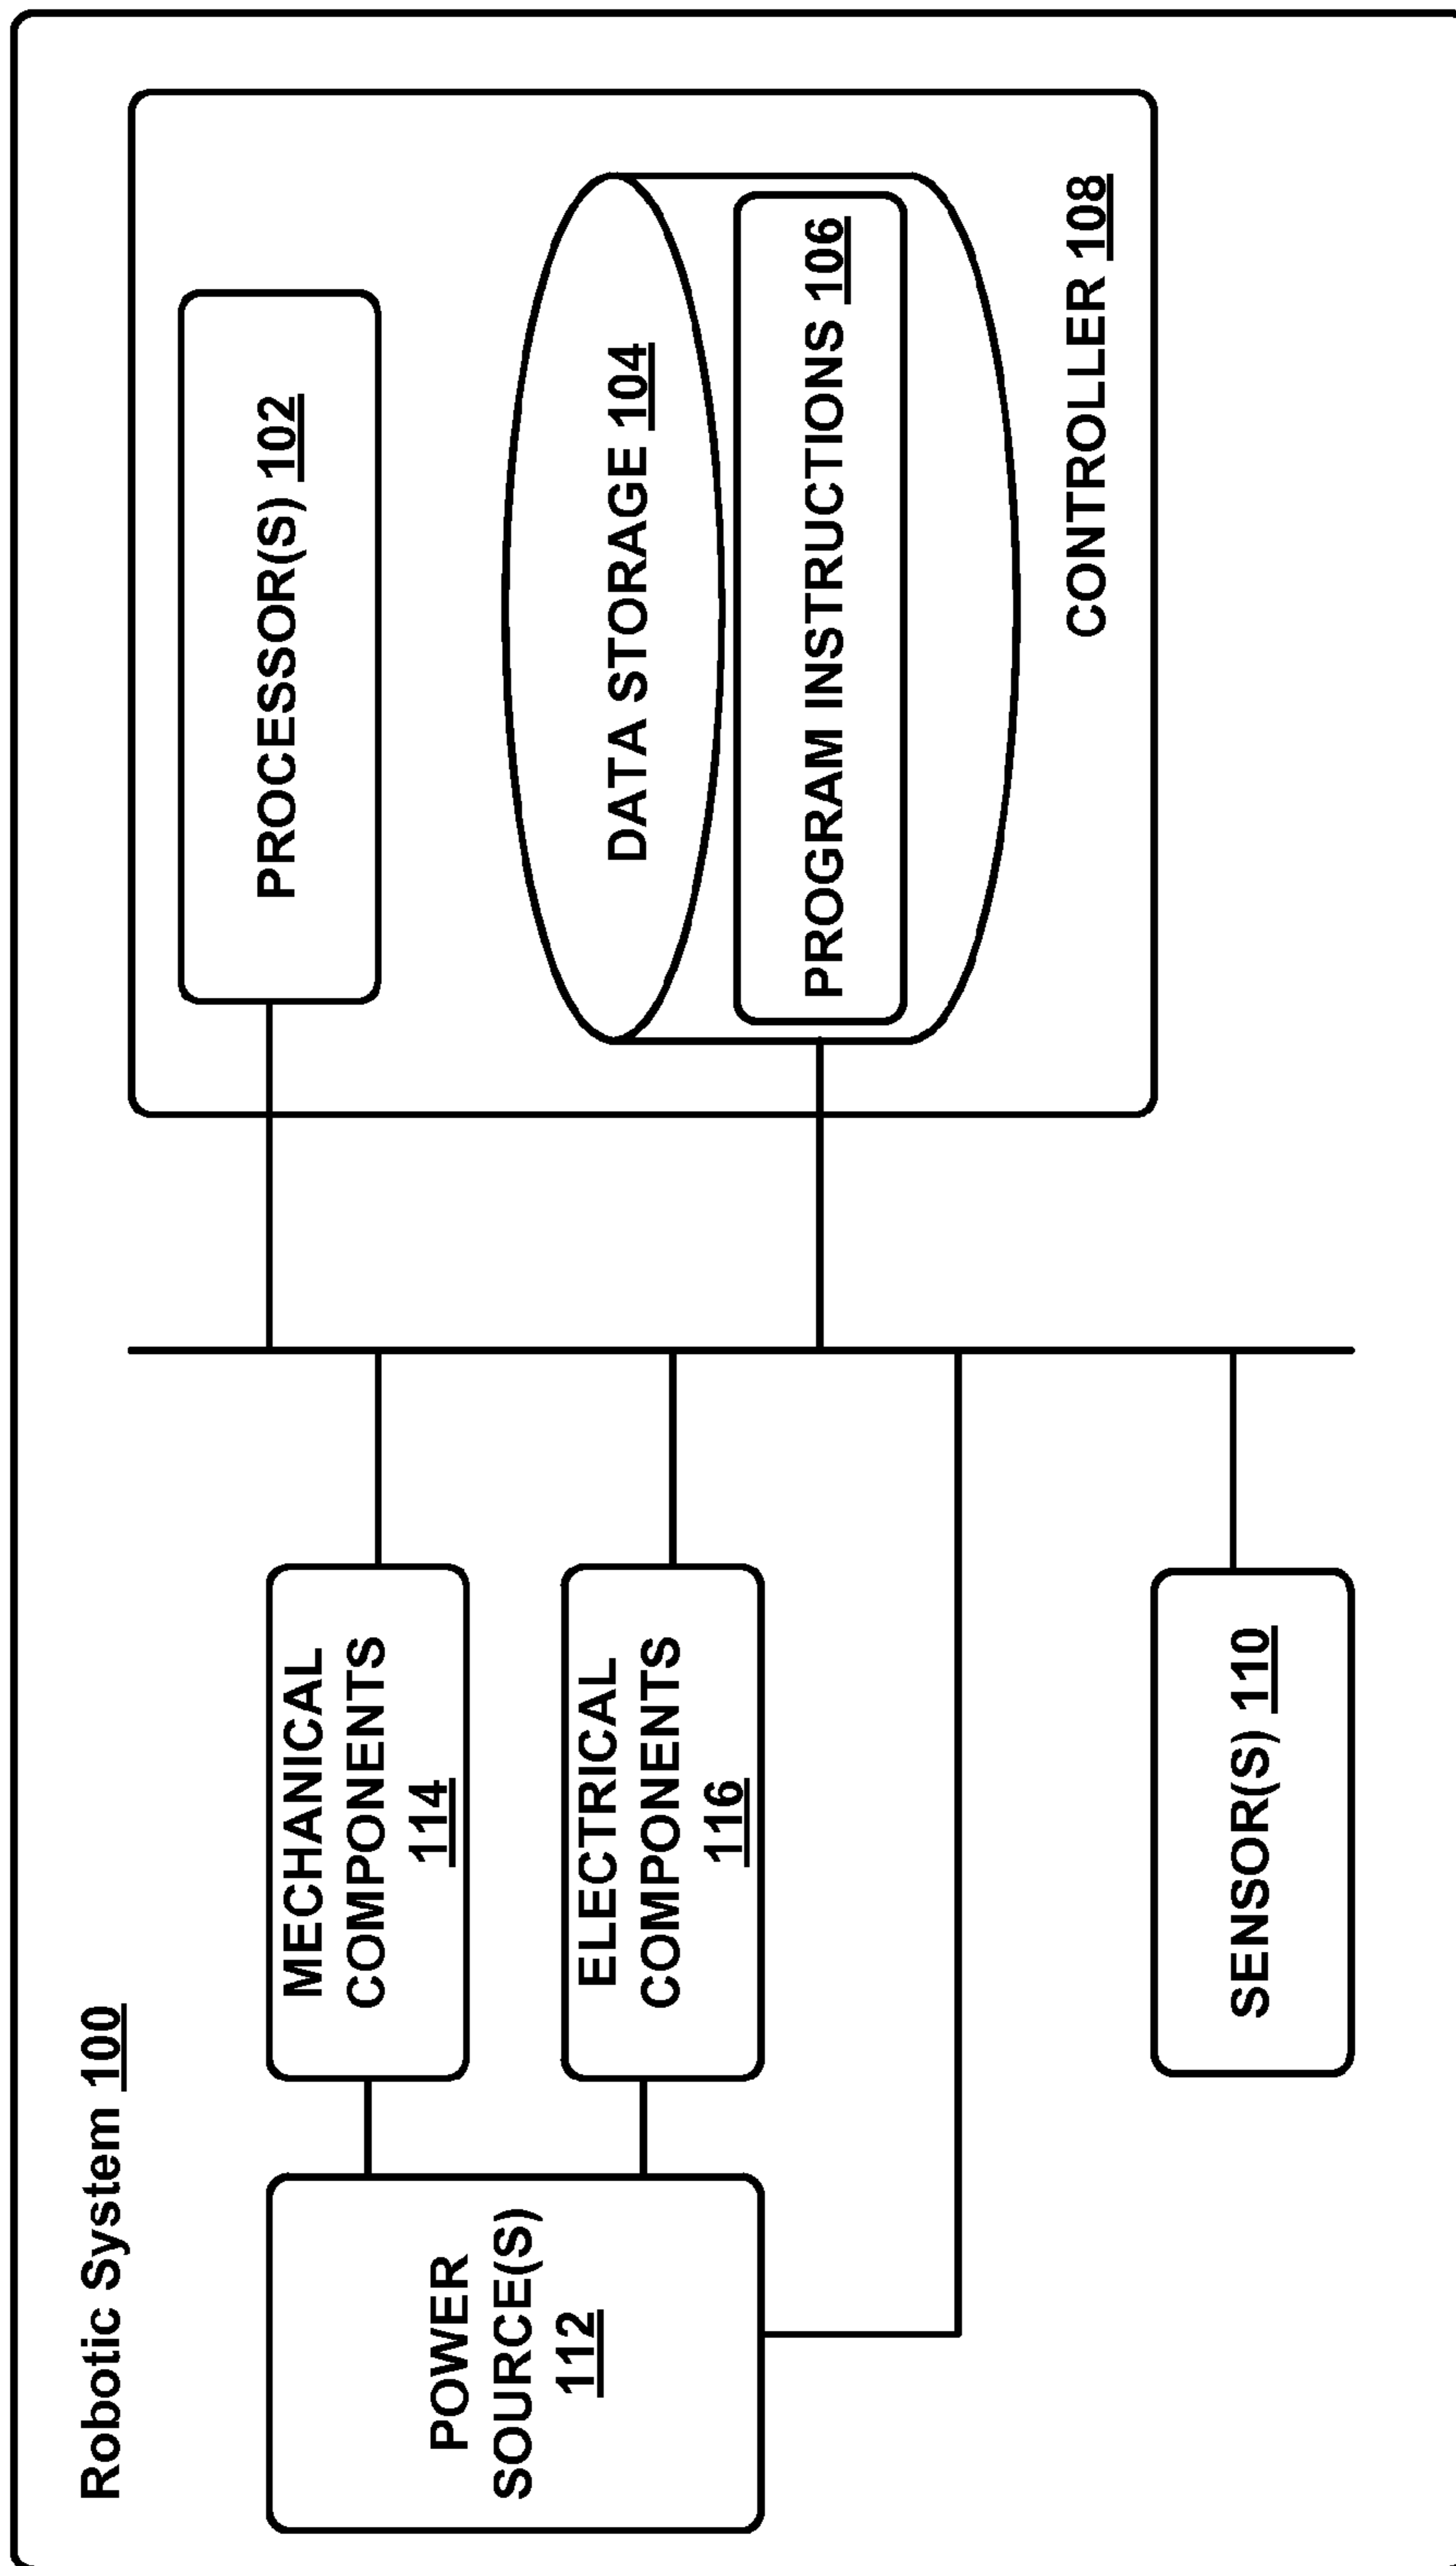 Robotic System 100
POWER
SOURCE(S)
112
MECHANICAL
COMPONENTS
114
ELECTRICAL
COMPONENTS
116
SENSOR(S) 110
PROCESSOR(S) 102
DATA STORAGE 104
PROGRAM INSTRUCTIONS 106
CONTROLLER 108